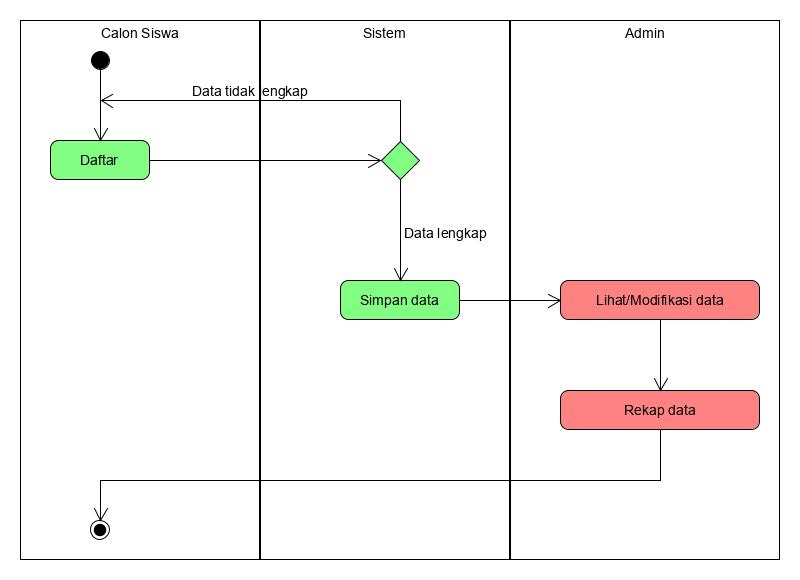 Calon Siswa
Sistem
Admin
Data tidak lengkap
Daftar
Data lengkap
Simpan data
Lihat/Modifikasi data
Rekap data